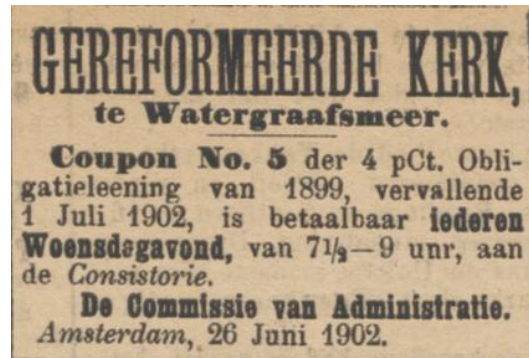 GEREFORMEERDE KERK,
te Watergraafsmeer.
Coupon No. 5 der 4 pCt. Obli-
gatieleening van 1899, vervallende
1 Juli 1902, is betaalbaar iederen
Woensdagavond, van 7½—9 unr, aan
de Consistorie.
De Commissie van Administratie.
Amsterdam, 26 Juni 1902.